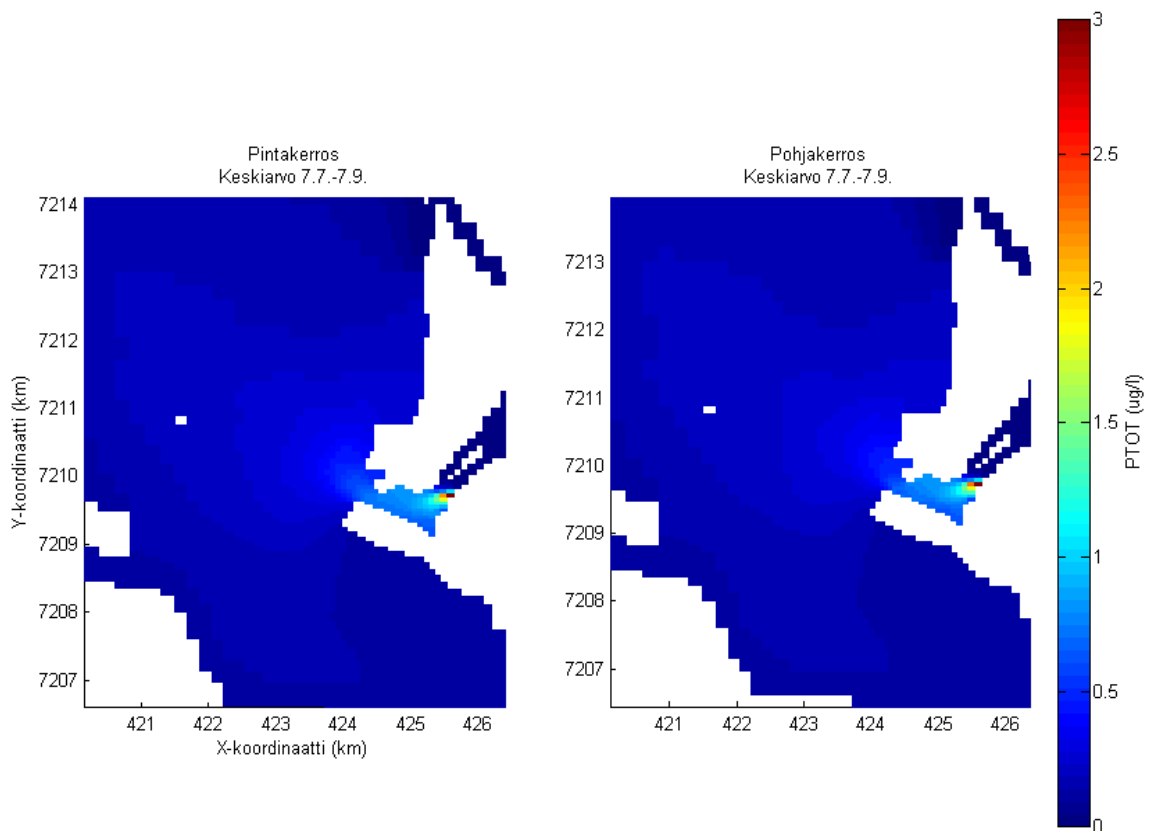 Pintakerros
Keskiarvo 7.7.-7.9.
7214
7213
7212
7211
7210
7209
7208
7207
Y-koordinaatti (km)
421 422 423 424 425 426
X-koordinaatti (km)
Pohjakerros
Keskiarvo 7.7.-7.9.
7213
7212
7211
7210
7209
7208
7207
421 422 423 424 425 426
3
2.5
2
1.5
1
0.5
0
PTOT (ug/l)